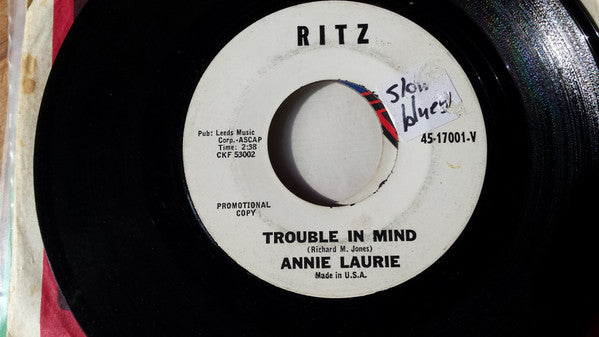 RITZ
slow
blues
Pub: Leeds Music
Corp.-ASCAP
Time: 2:38
CKF 53002
45-17001-V
PROMOTIONAL
COPY
TROUBLE IN MIND
(Richard M. Jones)
ANNIE LAURIE
Made in U.S.A.